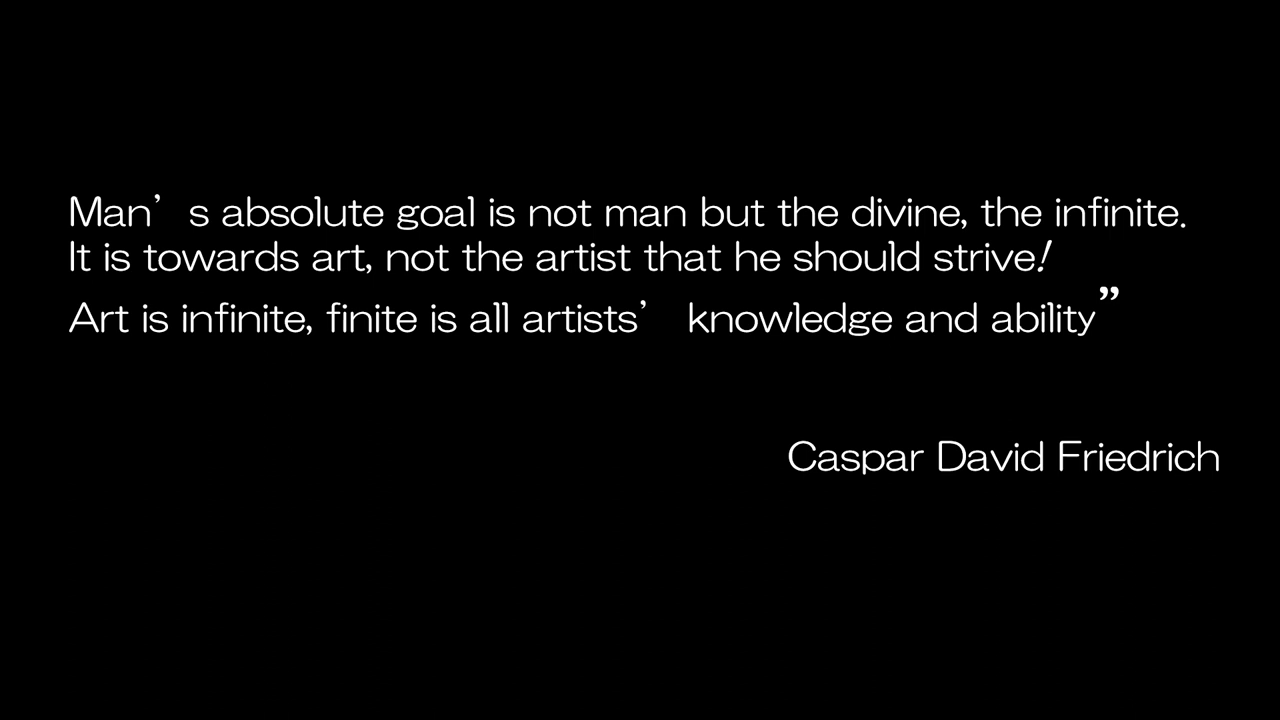 Man’s absolute goal is not man but the divine, the infinite.
It is towards art, not the artist that he should strive!
Art is infinite, finite is all artists’ knowledge and ability”
Caspar David Friedrich